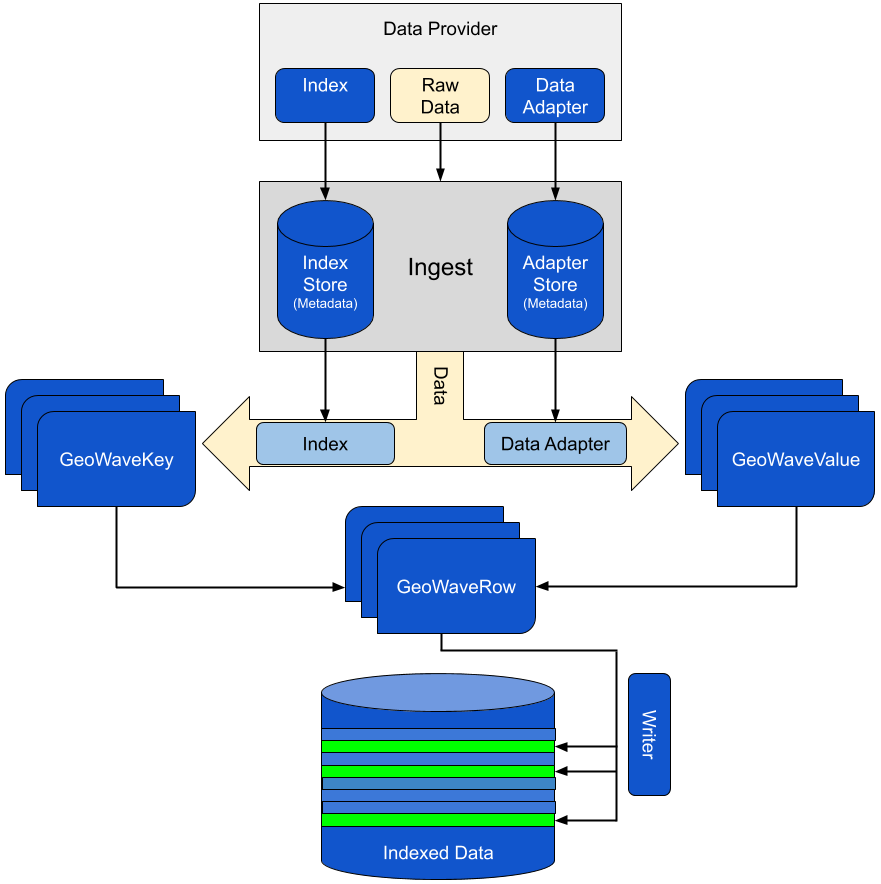 Data Provider
Index
Raw
Data
Data
Adapter
Index
Store
(Metadata)
Ingest
Adapter
Store
(Metadata)
Data
Index
Data Adapter
GeoWaveKey
GeoWaveValue
GeoWaveRow
Writer
Indexed Data